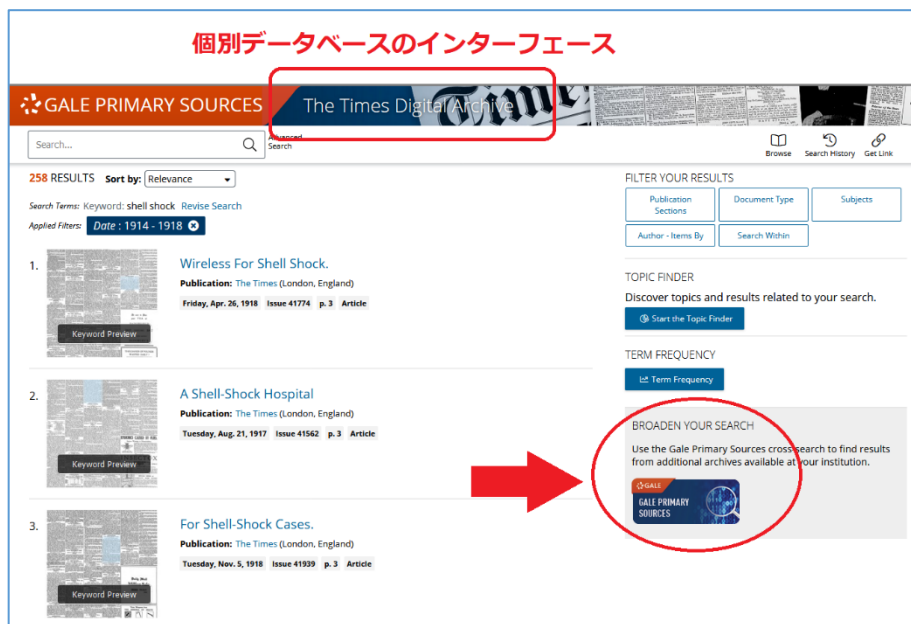 個別データベースのインターフェース
GALE PRIMARY SOURCES
The Times Digital Archive
Search...
Advanced
Search
Browse
Search History
Get Link
258 RESULTS Sort by: Relevance
Search Terms: Keyword: shell shock Revise Search
Applied Filters: Date : 1914 - 1918
1.
Wireless For Shell Shock.
Publication: The Times (London, England)
Friday, Apr. 26, 1918 Issue 41774 p. 3 Article
Keyword Preview
2.
A Shell-Shock Hospital
Publication: The Times (London, England)
Tuesday, Aug. 21, 1917 Issue 41562 p. 3 Article
Keyword Preview
3.
For Shell-Shock Cases.
Publication: The Times (London, England)
Tuesday, Nov. 5, 1918 Issue 41939 p. 3 Article
Keyword Preview
FILTER YOUR RESULTS
Publication
Sections
Document Type
Subjects
Author - Items By
Search Within
TOPIC FINDER
Discover topics and results related to your search.
Start the Topic Finder
TERM FREQUENCY
Term Frequency
BROADEN YOUR SEARCH
Use the Gale Primary Sources cross-search to find results
from additional archives available at your institution.
GALE
GALE PRIMARY
SOURCES